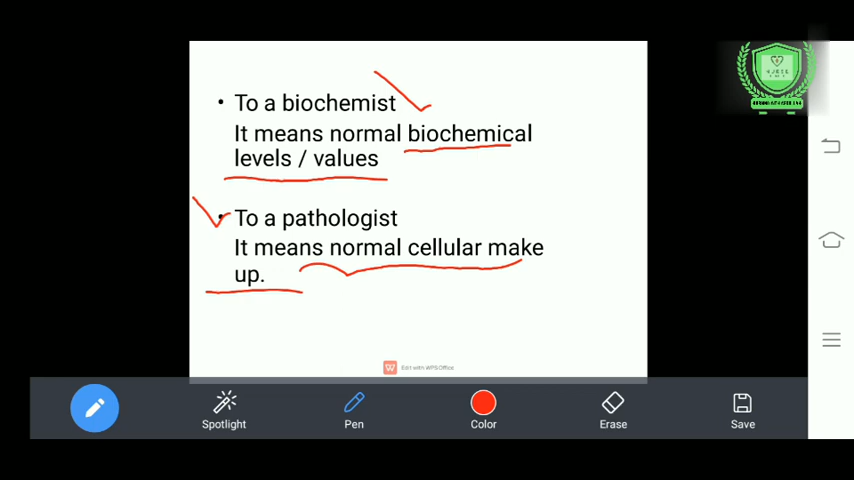 • To a biochemist
It means normal biochemical
levels / values
• To a pathologist
It means normal cellular make
up.
Edit with WPS Office
Spotlight
Pen
Color
Erase
Save